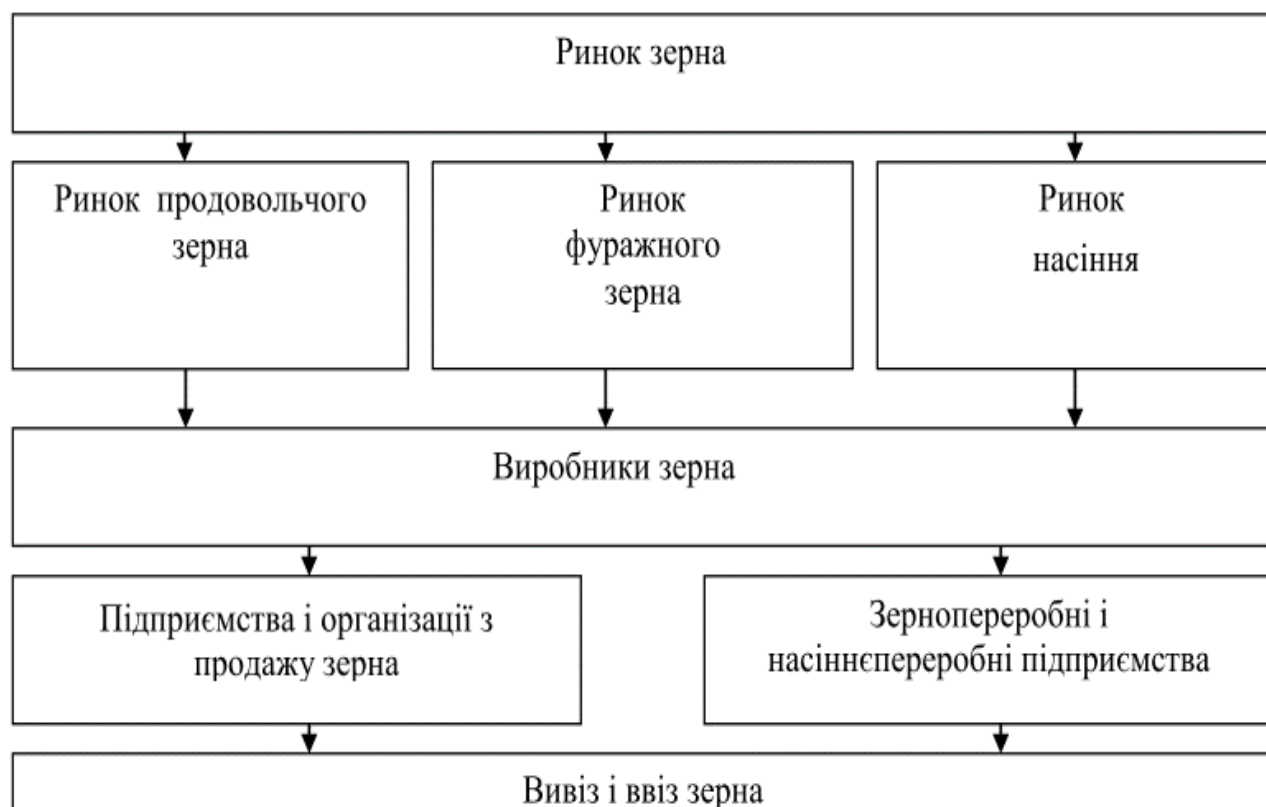 Ринок зерна
Ринок продовольчого
зерна
Ринок
фуражного
зерна
Ринок
насіння
Виробники зерна
Підприємства і організації з
продажу зерна
Зернопереробні і
насіннєпереробні підприємства
Вивіз і ввіз зерна